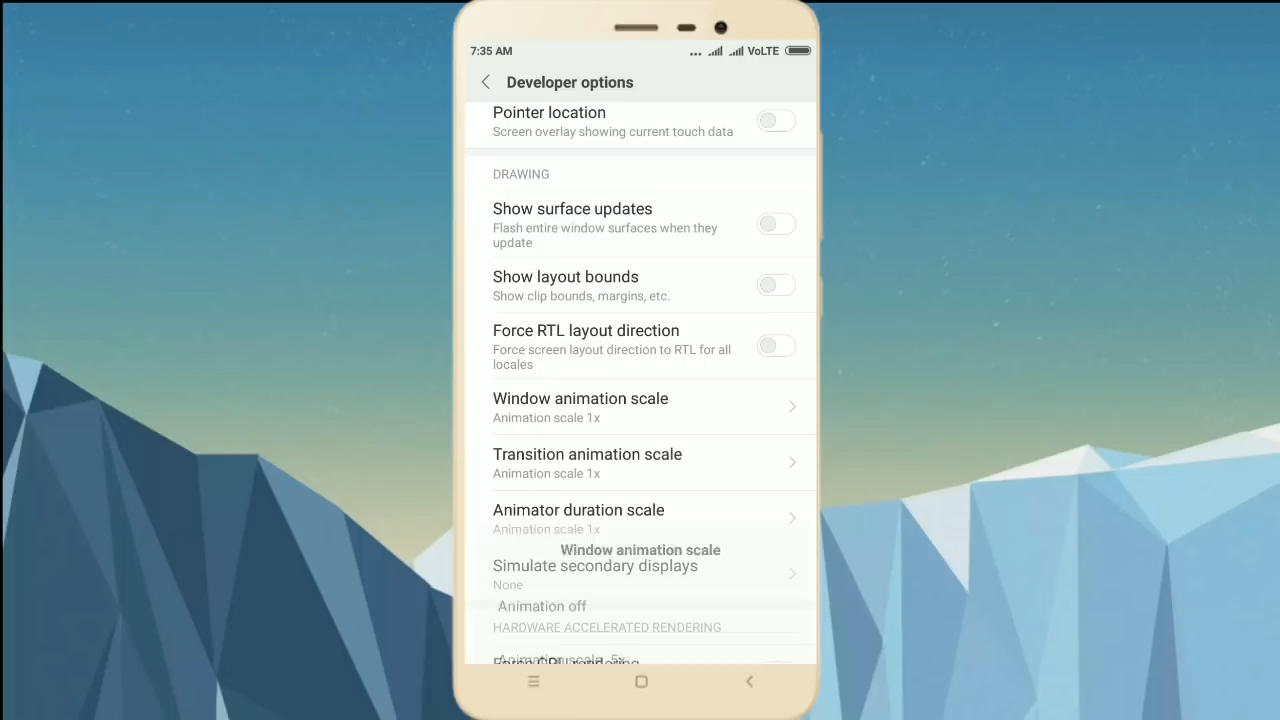 7:35 AM
... VoLTE
Developer options
Pointer location
Screen overlay showing current touch data
DRAWING
Show surface updates
Flash entire window surfaces when they
update
Show layout bounds
Show clip bounds, margins, etc.
Force RTL layout direction
Force screen layout direction to RTL for all
locales
Window animation scale
Animation scale 1x
Transition animation scale
Animation scale 1x
Animator duration scale
Animation scale 1x
Window animation scale
Simulate secondary displays
None
Animation off
HARDWARE ACCELERATED RENDERING